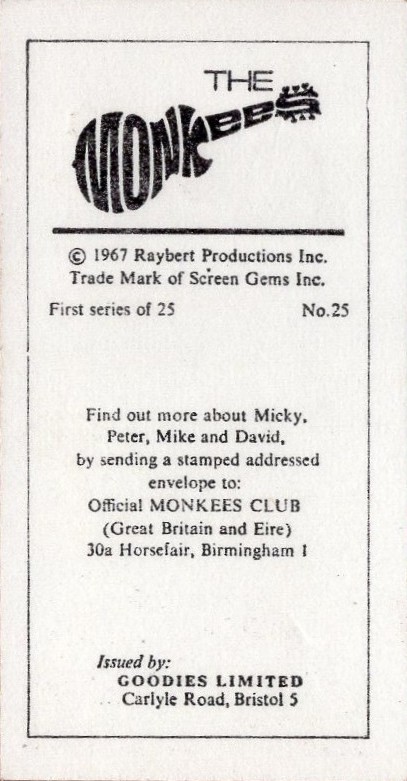 THE
MONKees
© 1967 Raybert Productions Inc.
Trade Mark of Screen Gems Inc.
First series of 25 No.25
Find out more about Micky,
Peter, Mike and David,
by sending a stamped addressed
envelope to:
Official MONKEES CLUB
(Great Britain and Eire)
30a Horsefair, Birmingham 1
Issued by:
GOODIES LIMITED
Carlyle Road, Bristol 5